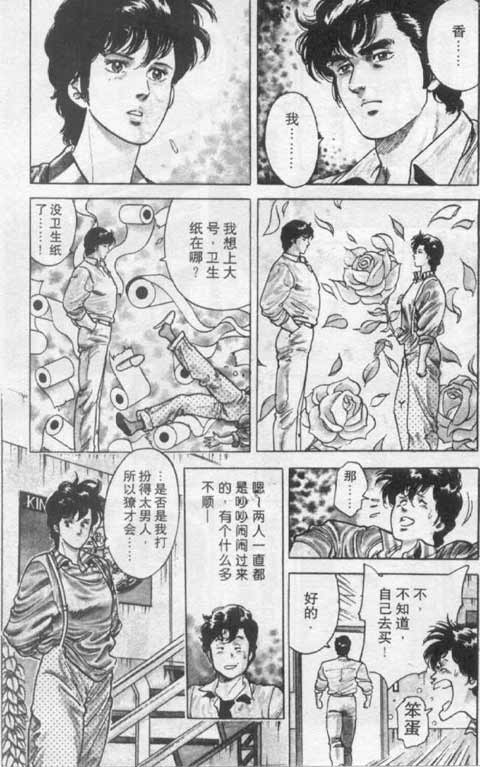 香……
我……
我想上大
号，卫生
纸在哪？
没卫生纸
了……！
那……
不，
不知道，
自己去买！
笨蛋
好的．
嗯～两人一直都
是吵吵闹闹过来
的，有个什么多
不顺—
…是否是我打
扮得太男人，
所以獠才会……
KIN